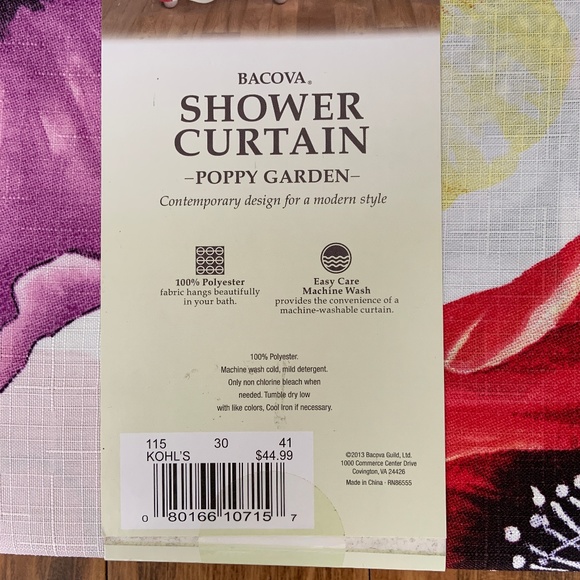 BACOVA®
SHOWER
CURTAIN
–POPPY GARDEN–
Contemporary design for a modern style
100% Polyester
fabric hangs beautifully
in your bath.
Easy Care
Machine Wash
provides the convenience of a
machine-washable curtain.
100% Polyester.
Machine wash cold, mild detergent.
Only non chlorine bleach when
needed. Tumble dry low
with like colors, Cool Iron if necessary.
115 30 41
KOHL'S $44.99
0 80166 10715 7
©2013 Bacova Guild, Ltd.
1000 Commerce Center Drive
Covington, VA 24426
Made in China · RN86555